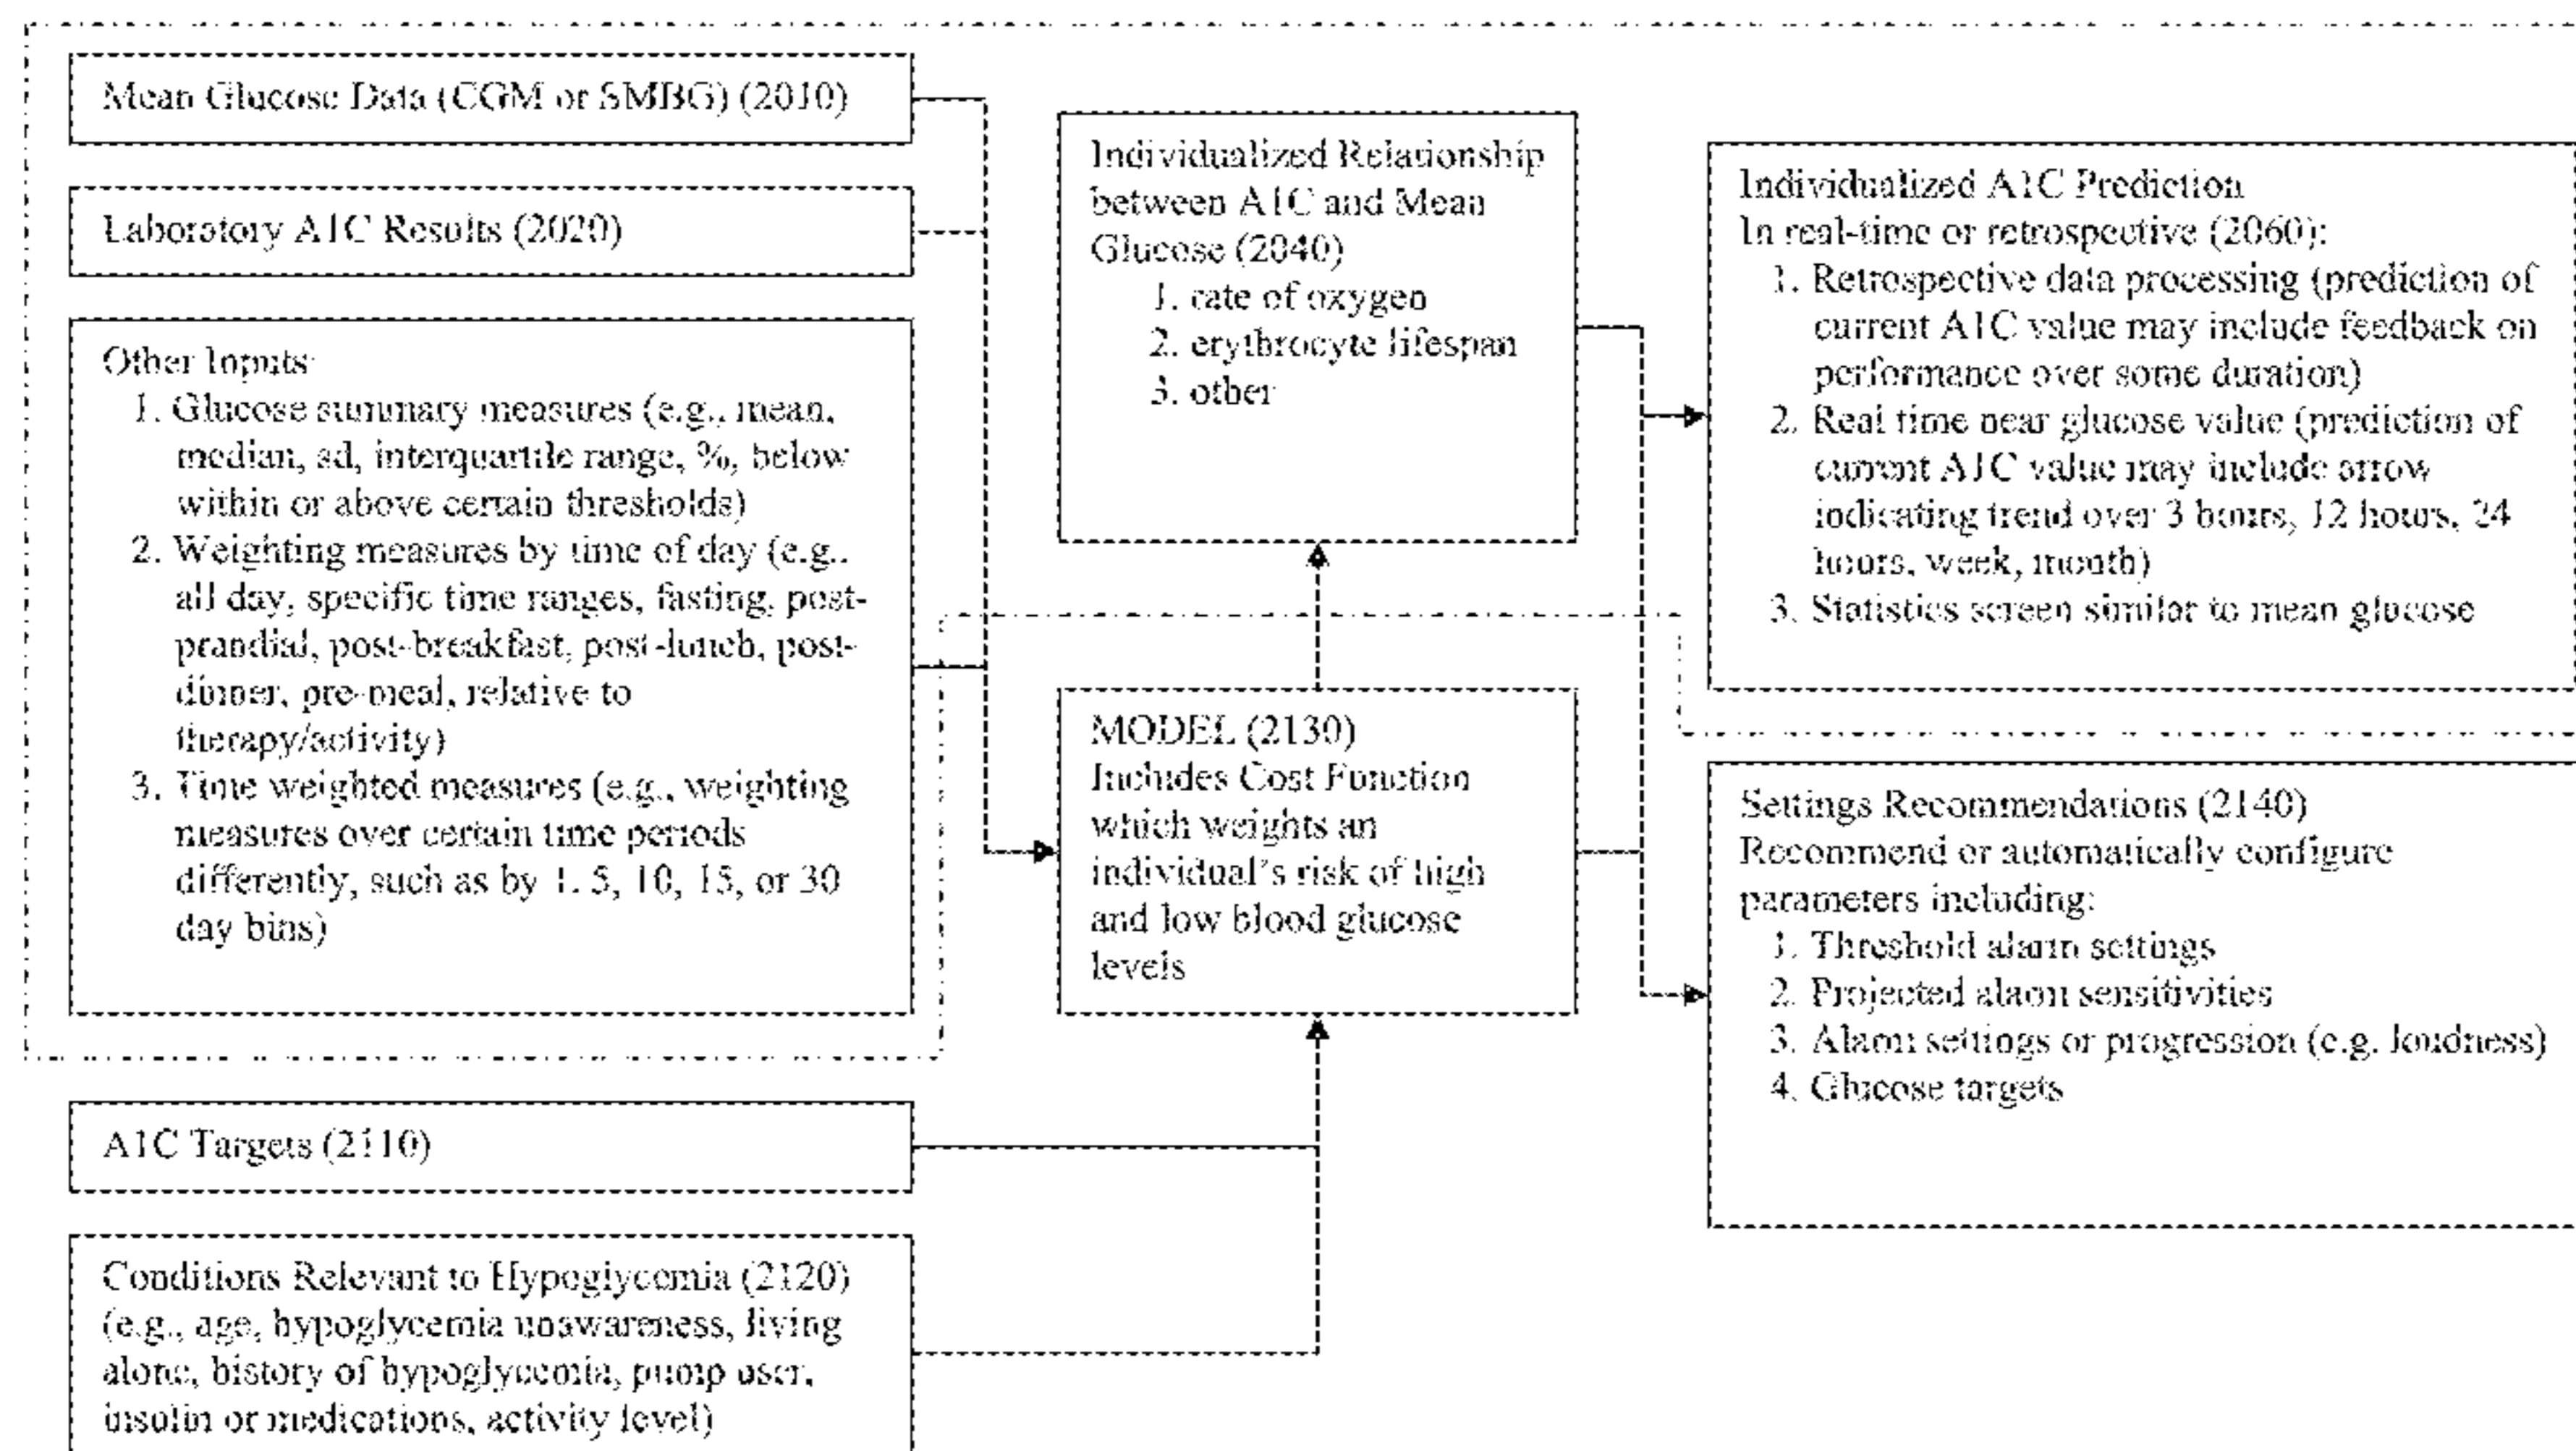 Mean Glucose Data (CGM or SMBG) (2010)
Laboratory A1C Results (2020)
Other Inputs:
1. Glucose summary measures (e.g., mean,
median, sd, interquartile range, %, below
within or above certain thresholds)
2. Weighting measures by time of day (e.g..
all day, specific time ranges, fasting, post-
prandial, post-breakfast, post-lunch, post-
dinner, pre-meal, relative to
therapy/activity)
3. Time weighted measures (e.g., weighting
measures over certain time periods
differently, such as by 1. 5, 10, 15, or 30
day bins)
A1C Targets (2110)
Conditions Relevant to Hypoglycemia (2120)
(e.g., age, hypoglycemia unawareness, living
alone, history of hypoglycemia, pump user,
insulin or medications, activity level)
Individualized Relationship
between A1C and Mean
Glucose (2040)
1. rate of oxygen
2. erythrocyte lifespan
3. other
MODEL (2130)
Includes Cost Function
which weights an
individual's risk of high
and low blood glucose
levels
Individualized A1C Prediction
In real-time or retrospective (2060):
1. Retrospective data processing (prediction of
current A1C value may include feedback on
performance over some duration)
2. Real time near glucose value (prediction of
current A1C value may include arrow
indicating trend over 3 hours, 12 hours, 24
hours, week, month)
3. Statistics screen similar to mean glucose
Settings Recommendations (2140)
Recommend or automatically configure
parameters including:
1. Threshold alarm settings
2. Projected alarm sensitivities
3. Alarm settings or progression (e.g. loudness)
4. Glucose targets